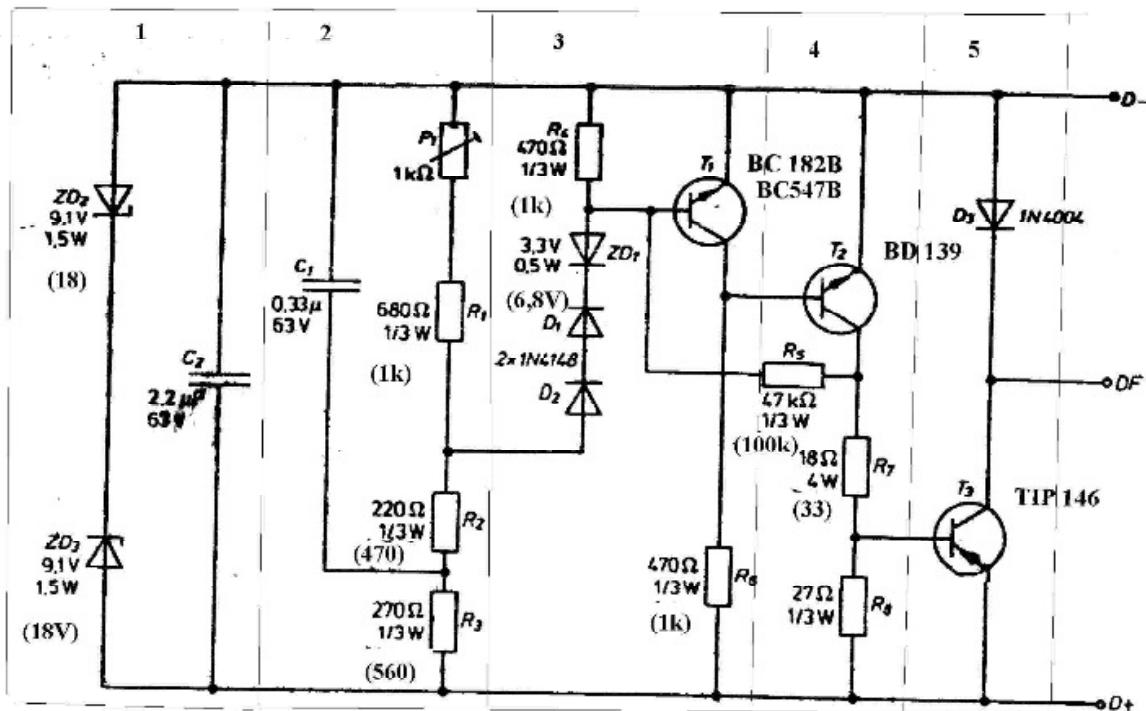 1
2
3
4
5
D-
P1
1kΩ
R4
470Ω
1/3W
(1k)
T1
BC 182B
BC547B
ZD2
9,1V
1,5W
(18)
C1
0.33µ
63V
680Ω
1/3W
R1
(1k)
3,3V
0,5W
ZD1
(6,8V)
D1
2×1N4148
D2
T2
BD 139
D3
1N4004
C2
2.2µF
63V
R5
47kΩ
1/3W
(100k)
DF
18Ω
4W
R7
(33)
T3
TIP 146
220Ω
1/3W
R2
(470)
ZD3
9,1V
1,5W
(18V)
270Ω
1/3W
R3
(560)
470Ω
1/3W
R6
(1k)
27Ω
1/3W
R8
D+